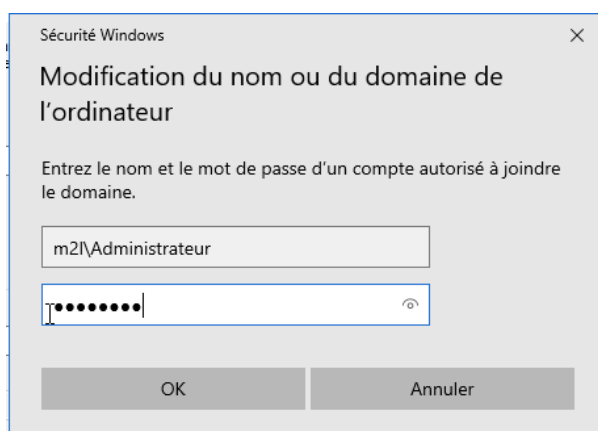 Sécurité Windows
Modification du nom ou du domaine de
l’ordinateur
Entrez le nom et le mot de passe d’un compte autorisé à joindre
le domaine.
m2l\Administrateur
●●●●●●●●
OK Annuler